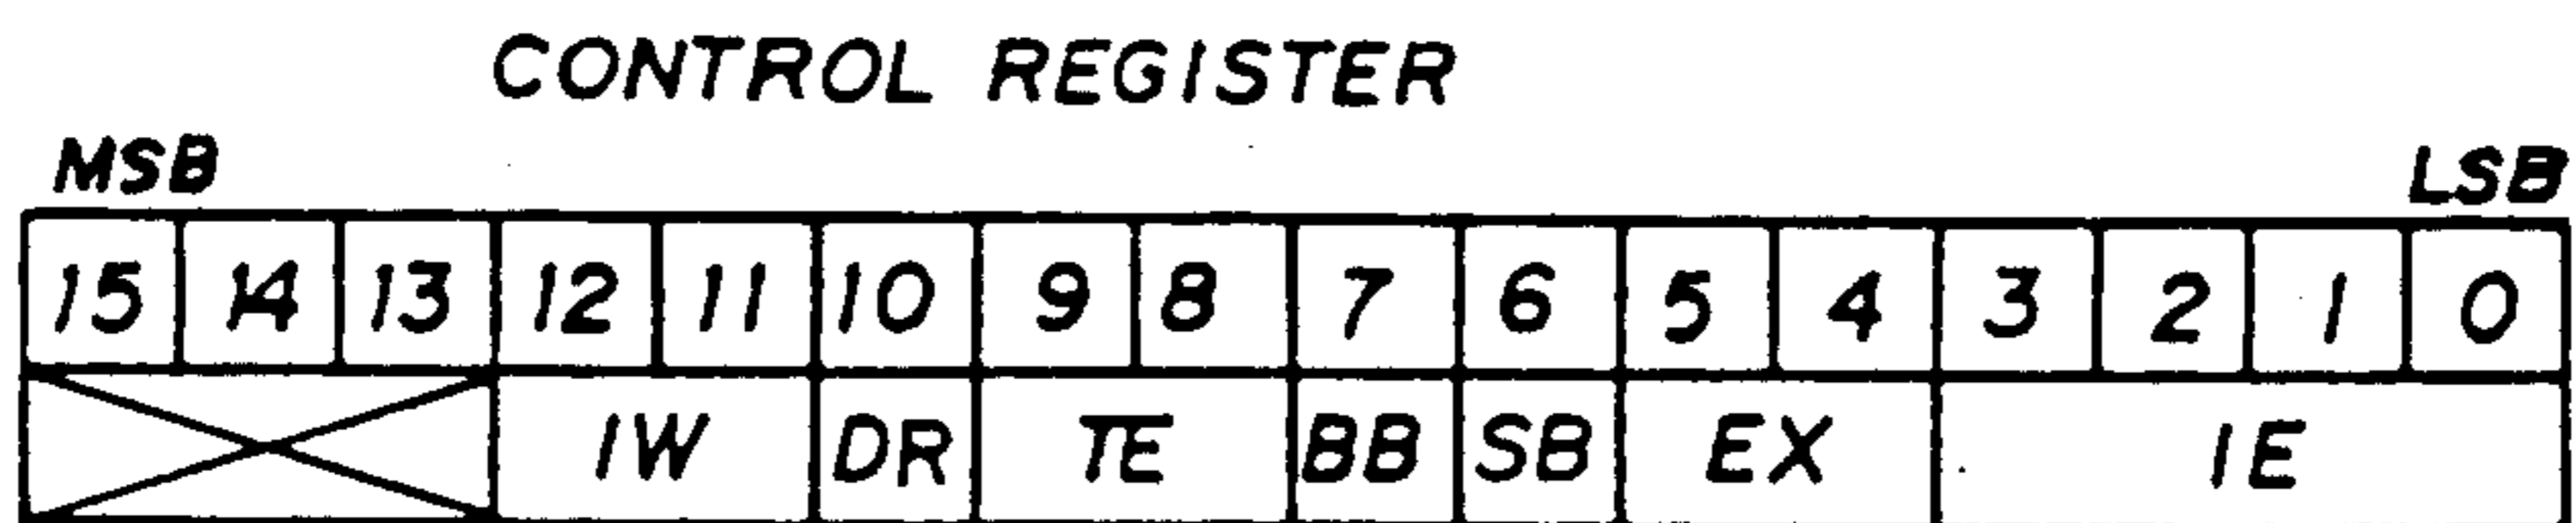 CONTROL REGISTER
MSB LSB
15 14 13 12 11 10 9 8 7 6 5 4 3 2 1 0
IW DR TE BB SB EX IE